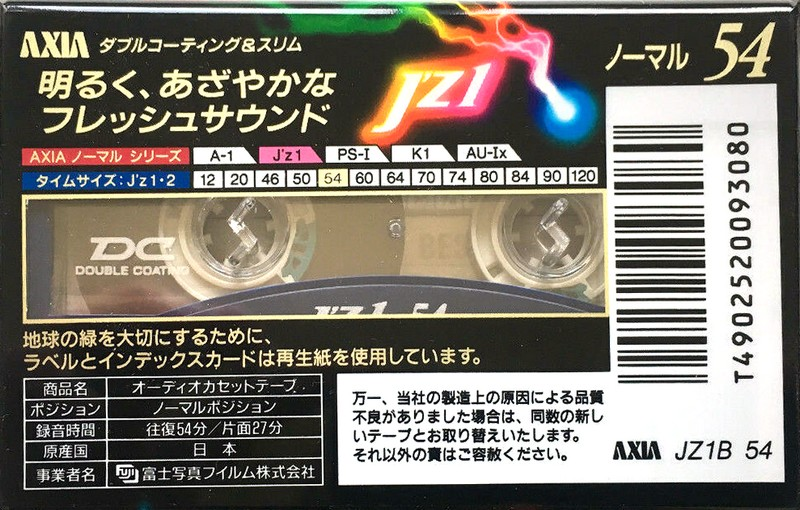 AXIA ダブルコーティング&スリム
明るく、あざやかな
フレッシュサウンド
J'z1
ノーマル 54
AXIA ノーマル シリーズ A-1 J'z1 PS-I K1 AU-Ix
タイムサイズ:J'z1・2 12 20 46 50 54 60 64 70 74 80 84 90 120
DC
DOUBLE COATING
J'z1 54
地球の緑を大切にするために、
ラベルとインデックスカードは再生紙を使用しています。
商品名 オーディオカセットテープ
ポジション ノーマルポジション
録音時間 往復54分/片面27分
原産国 日本
事業者名 FUJI 富士写真フイルム株式会社
万一、当社の製造上の原因による品質
不良がありました場合は、同数の新し
いテープとお取り替えいたします。
それ以外の責はご容赦ください。
T4902520093080
AXIA JZ1B 54